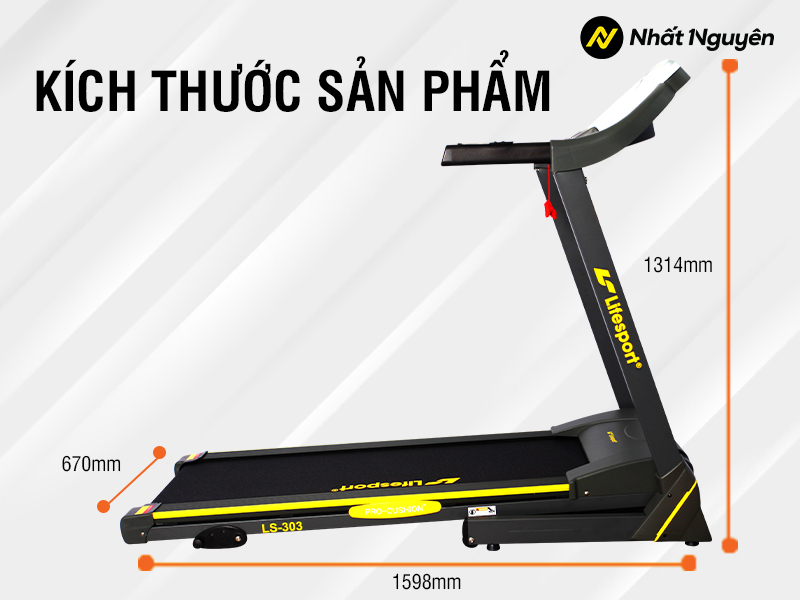 Nhất Nguyên
KÍCH THƯỚC SẢN PHẨM
1314mm
Lifesport®
670mm
Lifesport®
LS-303
1598mm